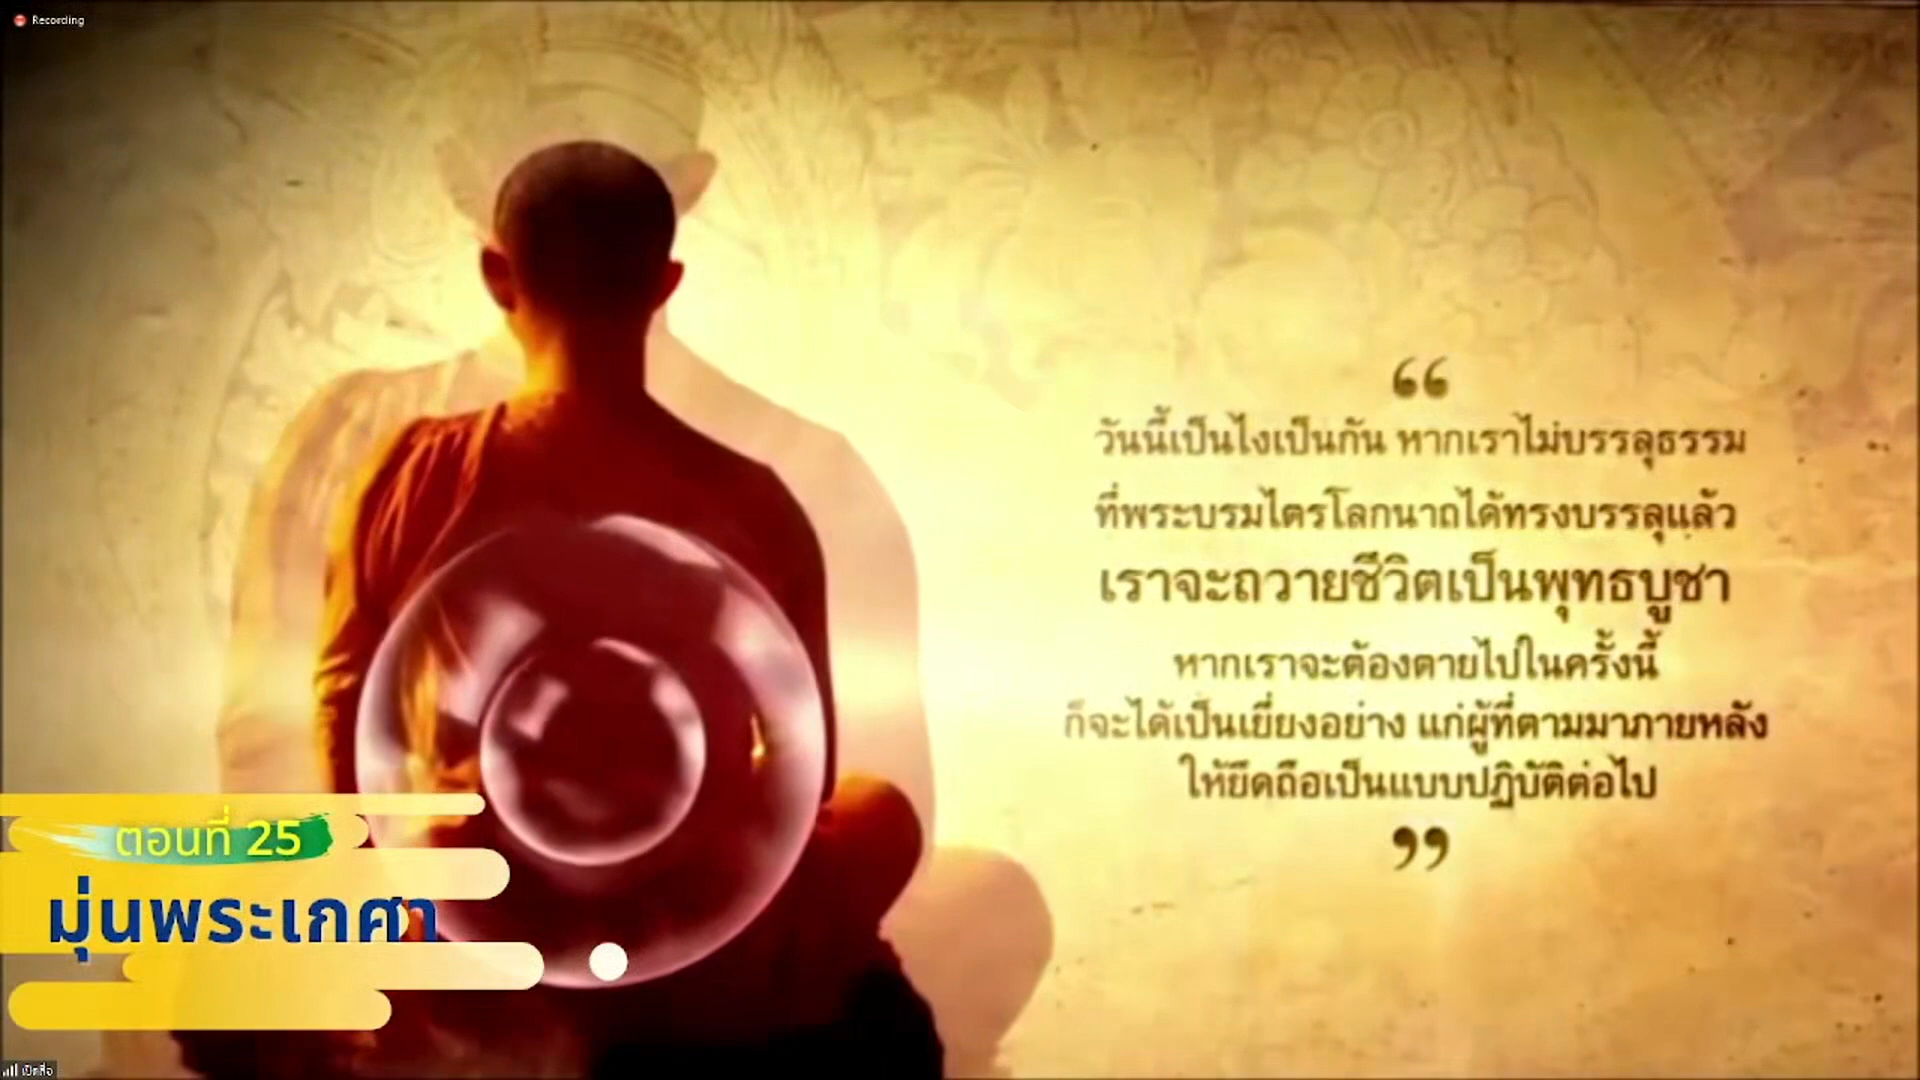 Recording
“
วันนี้เป็นไงเป็นกัน หากเราไม่บรรลุธรรม
ที่พระบรมไตรโลกนาถได้ทรงบรรลุแล้ว
เราจะถวายชีวิตเป็นพุทธบูชา
หากเราจะต้องตายไปในครั้งนี้
ก็จะได้เป็นเยี่ยงอย่าง แก่ผู้ที่ตามมาภายหลัง
ให้ยึดถือเป็นแบบปฏิบัติต่อไป
”
ตอนที่ 25
มุ่นพระเกศา
เปิดสื่อ